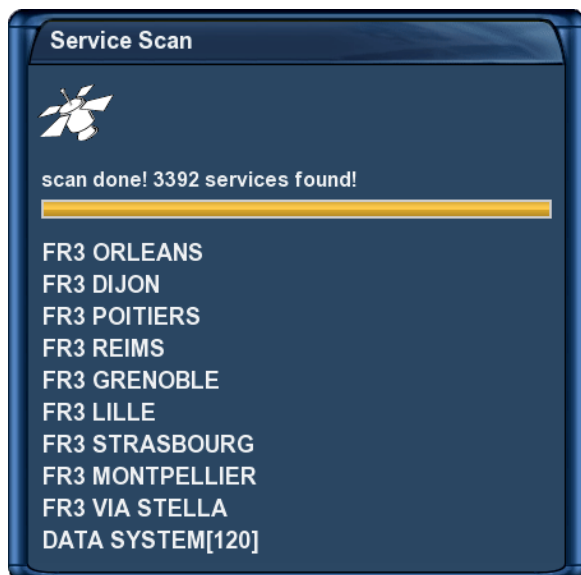 Service Scan
scan done! 3392 services found!
FR3 ORLEANS
FR3 DIJON
FR3 POITIERS
FR3 REIMS
FR3 GRENOBLE
FR3 LILLE
FR3 STRASBOURG
FR3 MONTPELLIER
FR3 VIA STELLA
DATA SYSTEM[120]